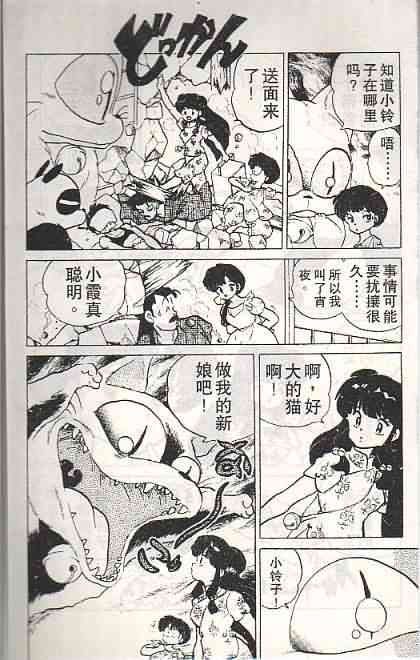 知道小铃
子在哪里
吗？
唔……
どっかん
送面来
了！
事情可能
要扰攘很
久……
所以我
叫了宵
夜。
小霞真
聪明。
啊，好
大的猫
啊！
做我的新
娘吧！
小铃
子！